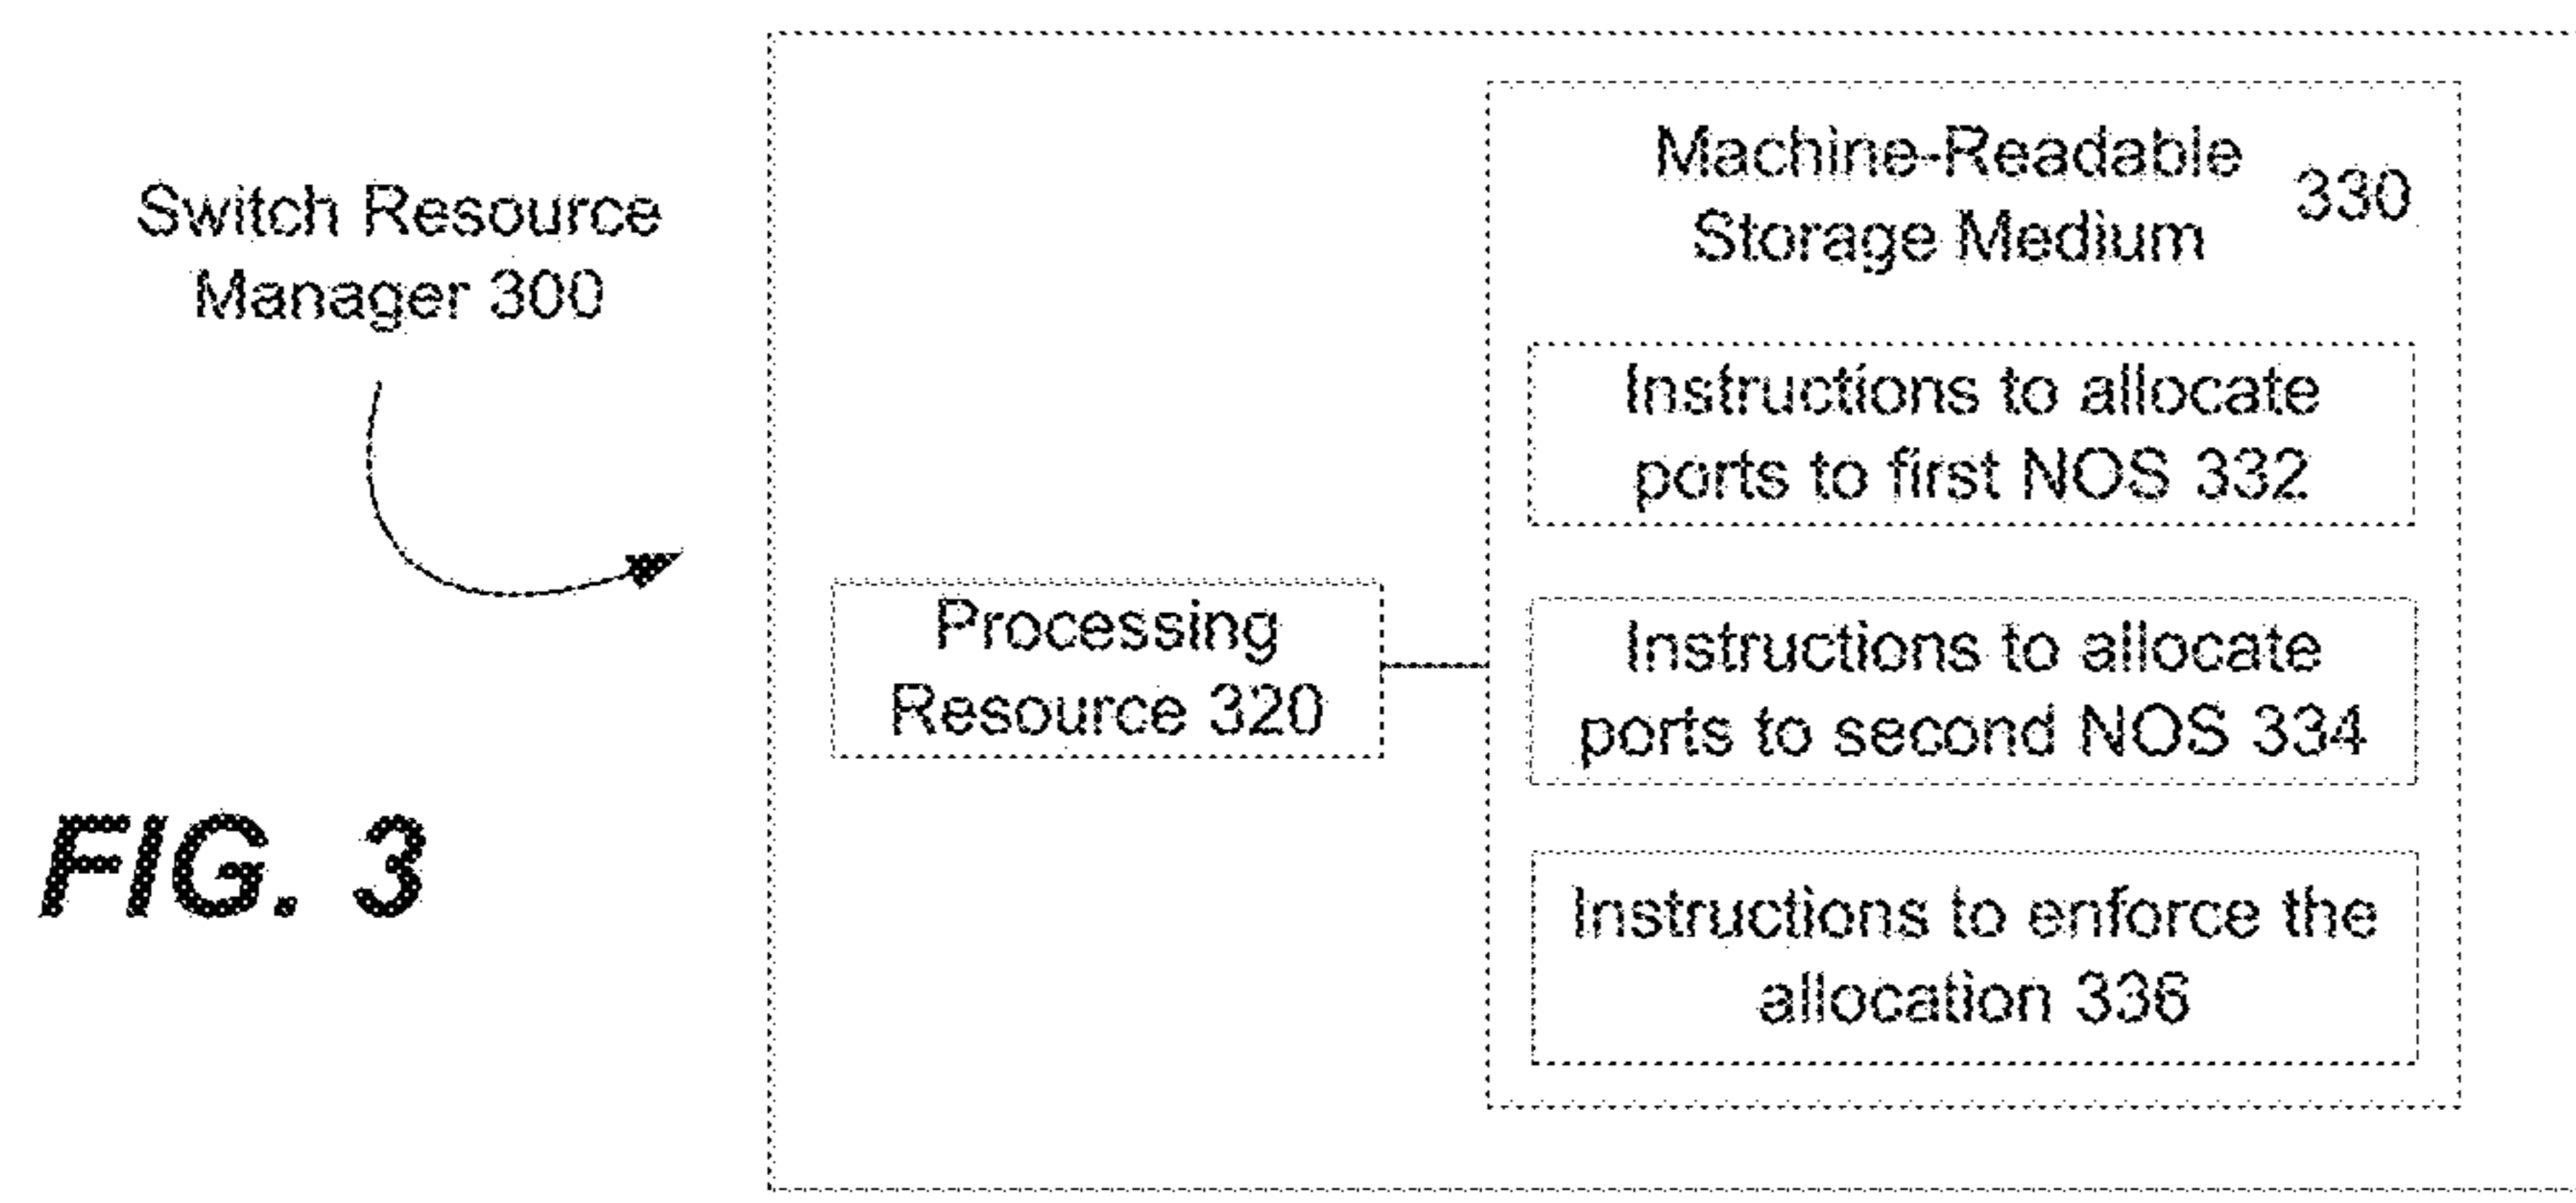 Switch Resource
Manager 300
FIG. 3
Processing
Resource 320
Machine-Readable
Storage Medium
330
Instructions to allocate
ports to first NOS 332
Instructions to allocate
ports to second NOS 334
Instructions to enforce the
allocation 336